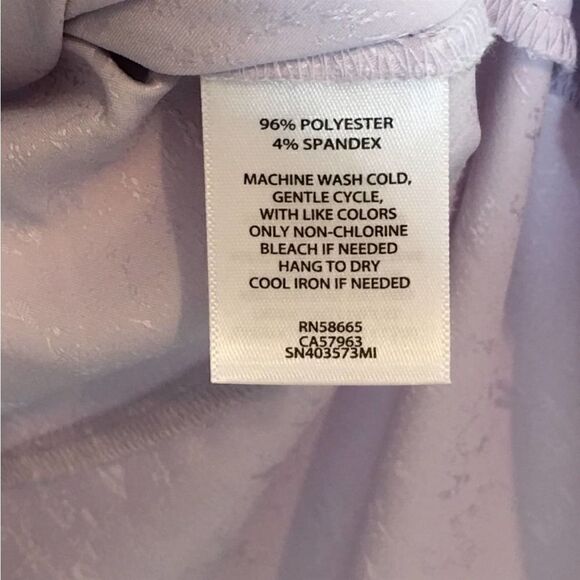 96% POLYESTER
4% SPANDEX
MACHINE WASH COLD,
GENTLE CYCLE,
WITH LIKE COLORS
ONLY NON-CHLORINE
BLEACH IF NEEDED
HANG TO DRY
COOL IRON IF NEEDED
RN58665
CA57963
SN403573MI